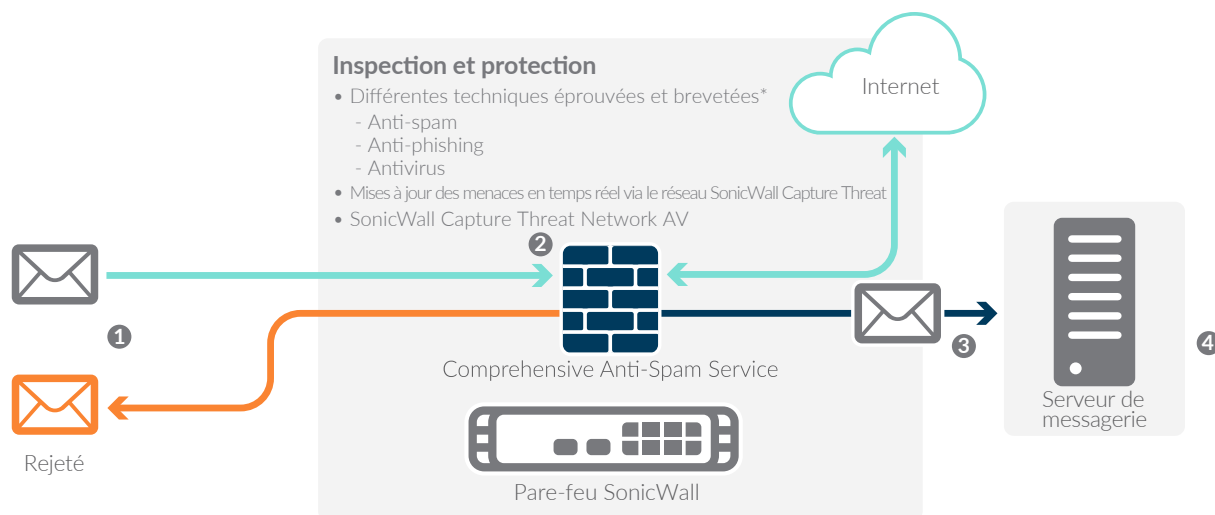 Inspection et protection
• Différentes techniques éprouvées et brevetées*
- Anti-spam
- Anti-phishing
- Antivirus
• Mises à jour des menaces en temps réel via le réseau SonicWall Capture Threat
• SonicWall Capture Threat Network AV
Internet
2
1
3
4
Comprehensive Anti-Spam Service
Serveur de
messagerie
Rejeté
Pare-feu SonicWall